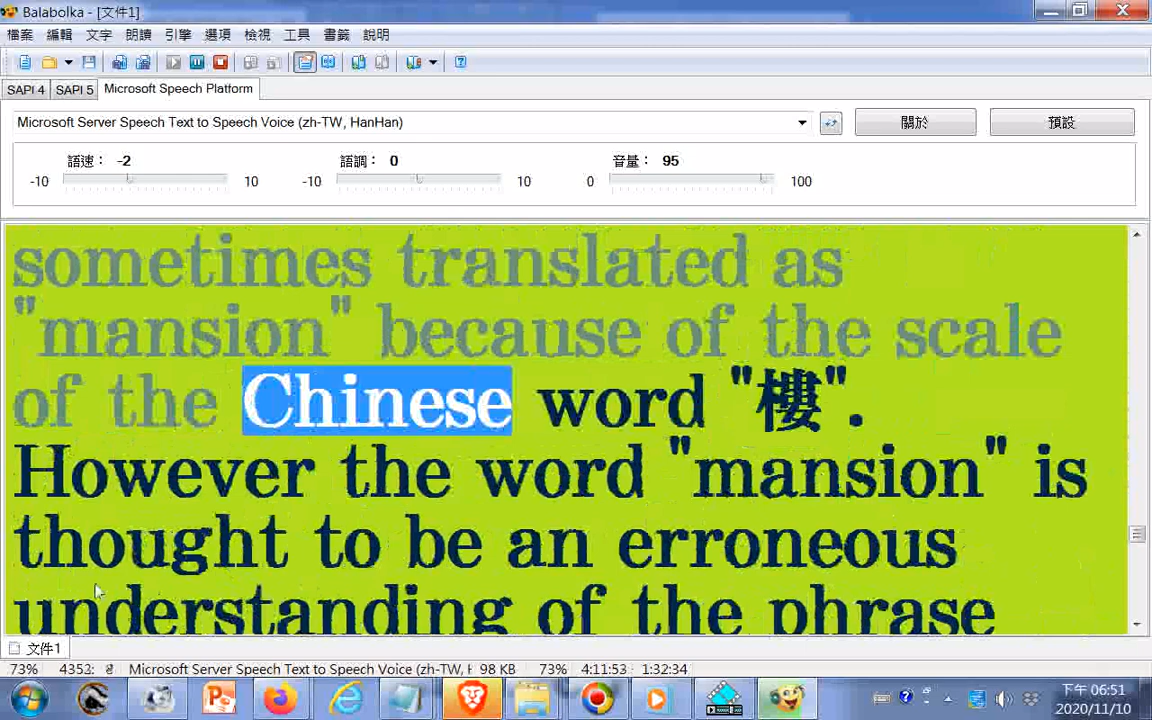 Balabolka - [文件1]
檔案 編輯 文字 朗讀 引擎 選項 檢視 工具 書籤 說明
SAPI 4 SAPI 5 Microsoft Speech Platform
Microsoft Server Speech Text to Speech Voice (zh-TW, HanHan) 關於 預設
語速： -2 語調： 0 音量： 95
-10 10 -10 10 0 100
sometimes translated as
"mansion" because of the scale
of the Chinese word "樓".
However the word "mansion" is
thought to be an erroneous
understanding of the phrase
文件1
73% 4352: Microsoft Server Speech Text to Speech Voice (zh-TW, 98 KB 73% 4:11:53 1:32:34
下午 06:51
2020/11/10